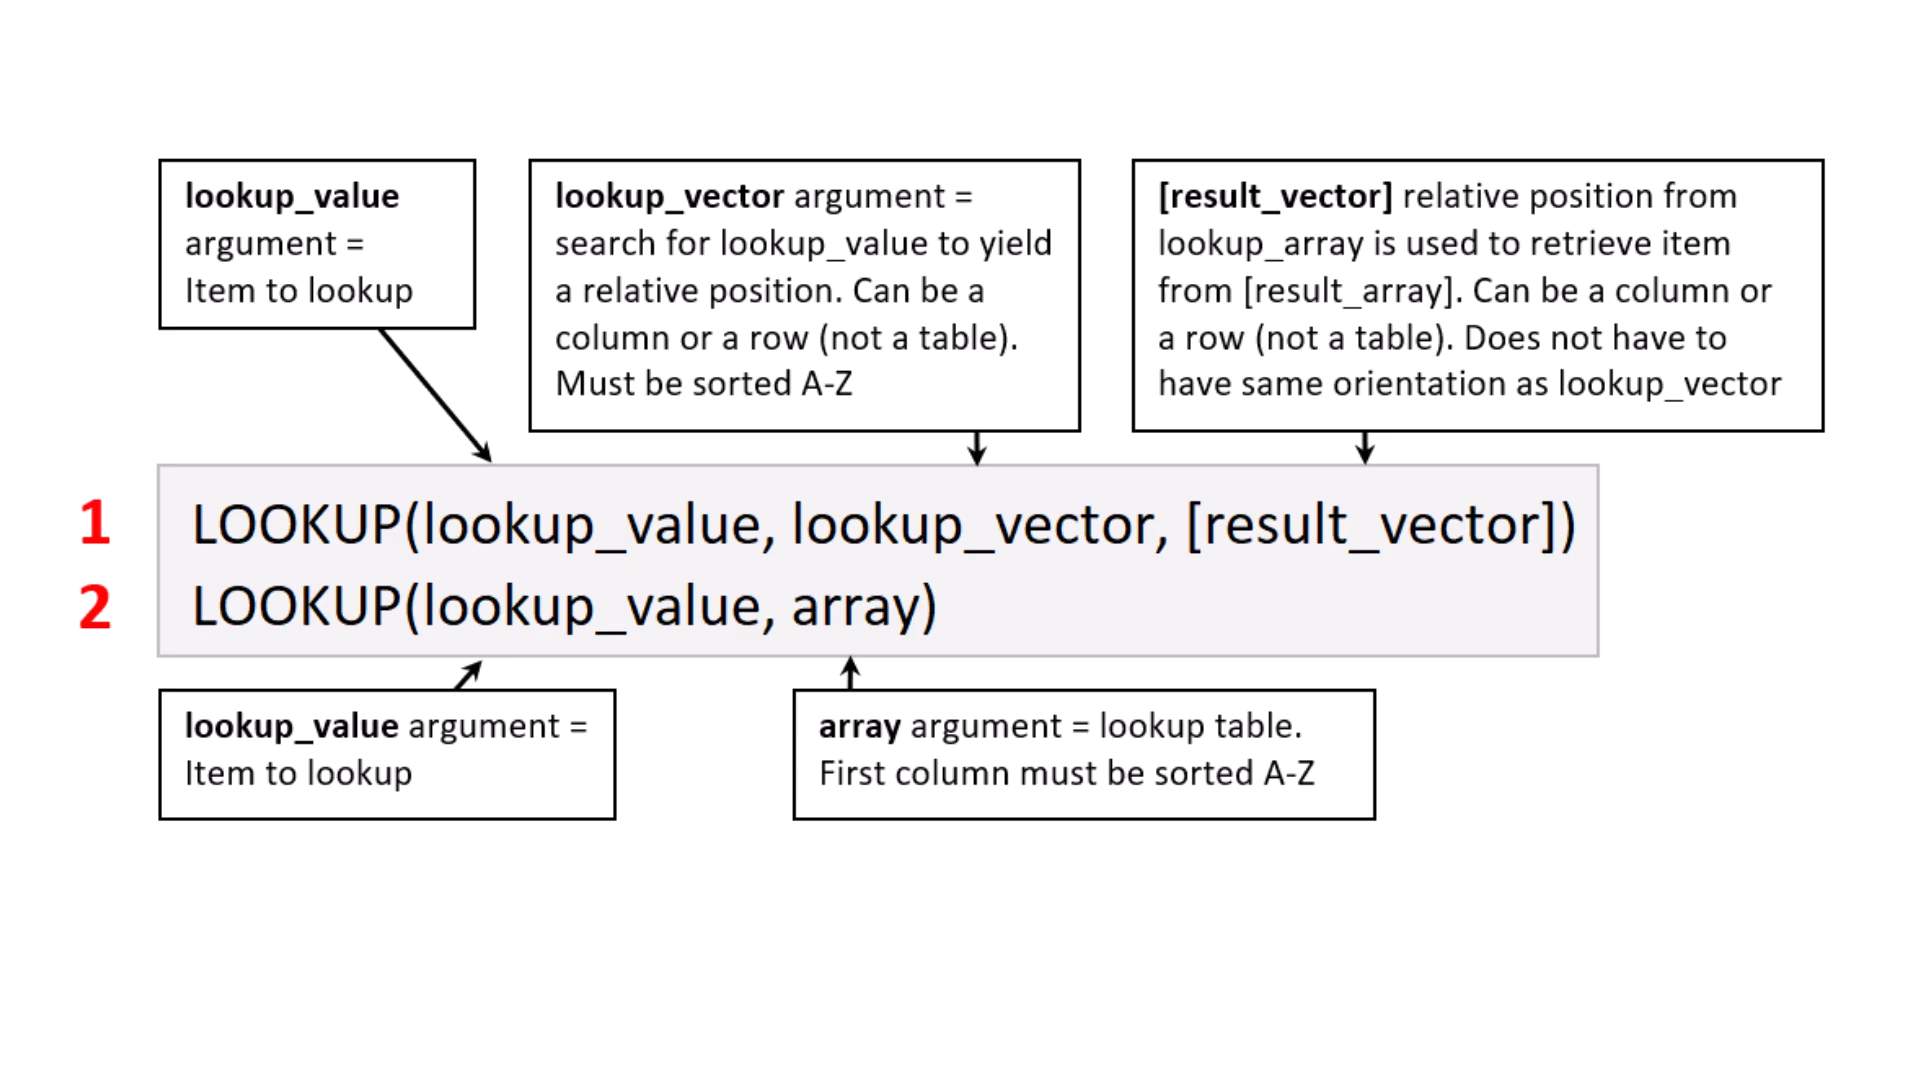 lookup_value
argument =
Item to lookup
lookup_vector argument =
search for lookup_value to yield
a relative position. Can be a
column or a row (not a table).
Must be sorted A-Z
[result_vector] relative position from
lookup_array is used to retrieve item
from [result_array]. Can be a column or
a row (not a table). Does not have to
have same orientation as lookup_vector
1 LOOKUP(lookup_value, lookup_vector, [result_vector])
2 LOOKUP(lookup_value, array)
lookup_value argument =
Item to lookup
array argument = lookup table.
First column must be sorted A-Z